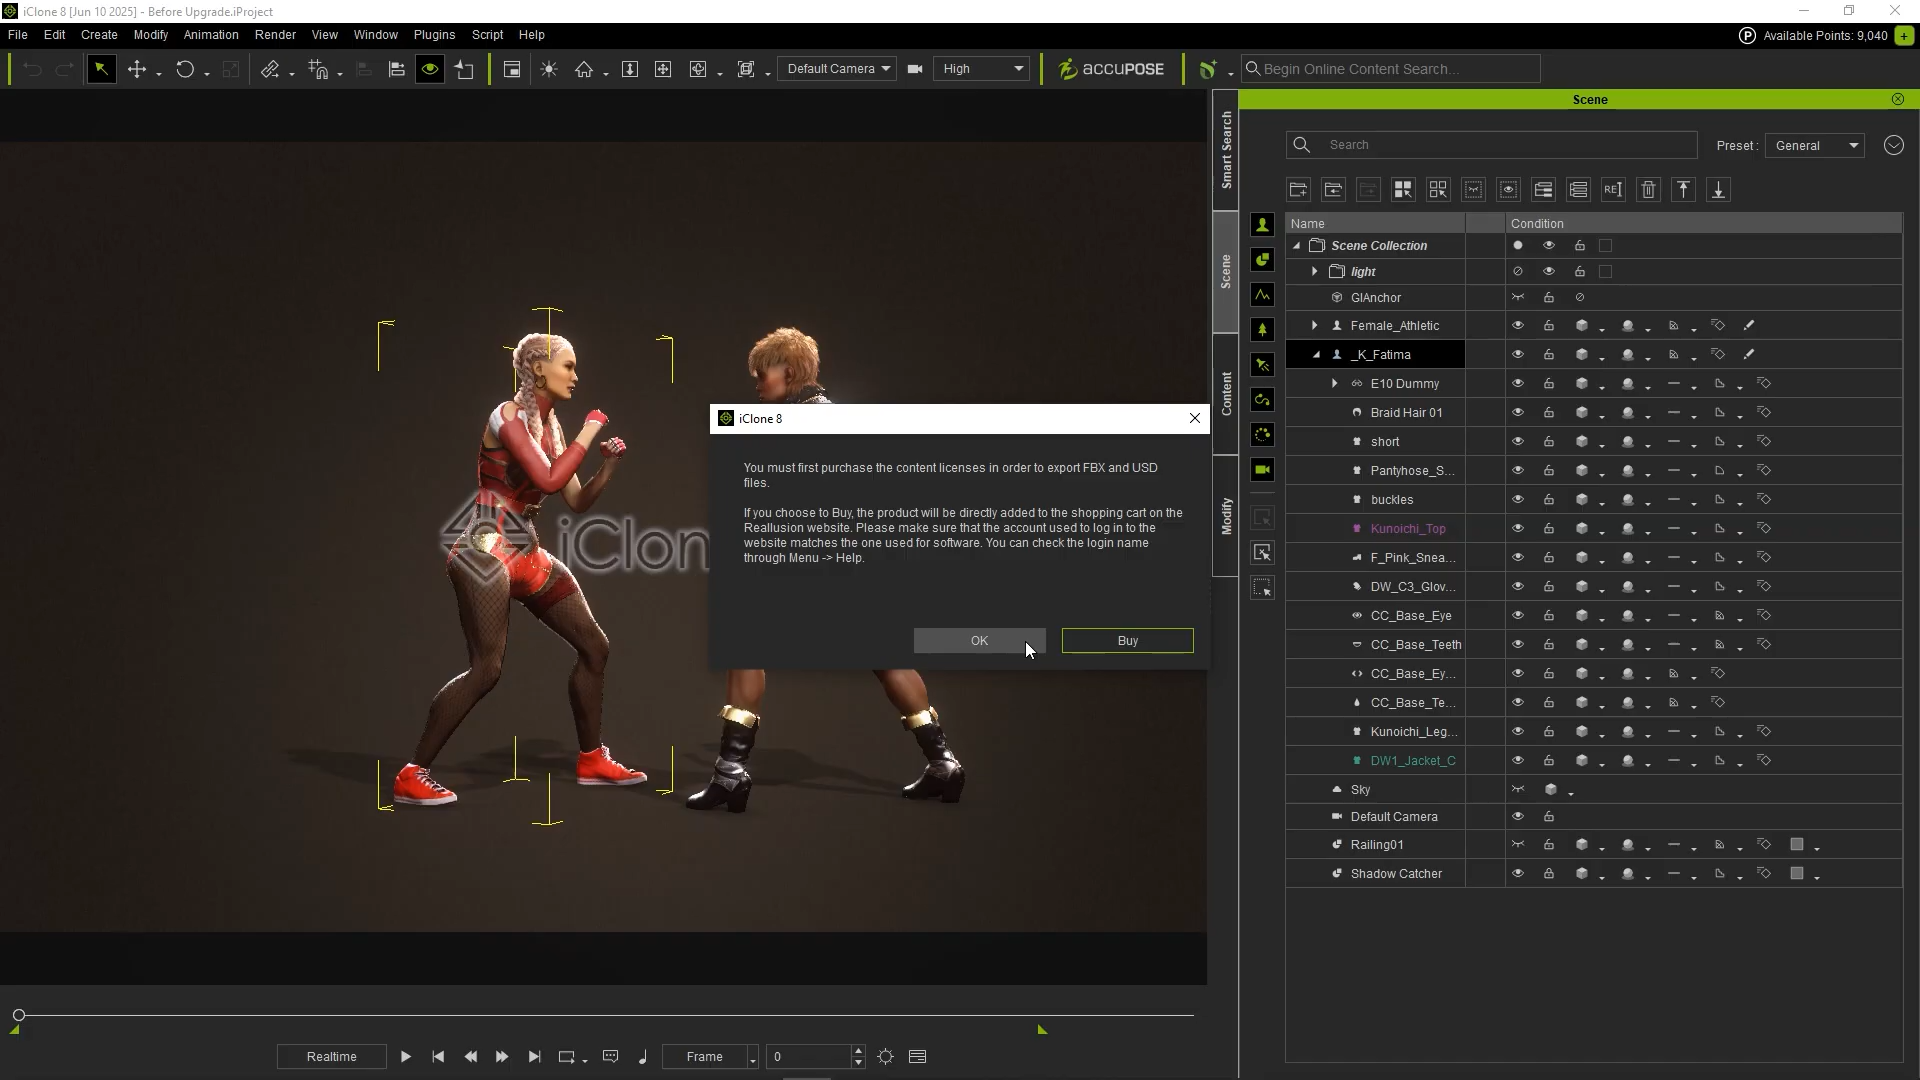 iClone 8 [Jun 10 2025] - Before Upgrade.iProject
File Edit Create Modify Animation Render View Window Plugins Script Help
Available Points: 9,040
Default Camera
High
ACCUPOSE
Begin Online Content Search...
Scene
Smart Search
Scene
Content
Modify
Search
Preset :
General
REI
Name
Condition
Scene Collection
light
GIAnchor
Female_Athletic
_K_Fatima
E10 Dummy
Braid Hair 01
short
Pantyhose_S...
buckles
Kunoichi_Top
F_Pink_Snea...
DW_C3_Glov...
CC_Base_Eye
CC_Base_Teeth
CC_Base_Ey...
CC_Base_Te...
Kunoichi_Leg...
DW1_Jacket_C
Sky
Default Camera
Railing01
Shadow Catcher
iClon
iClone 8
You must first purchase the content licenses in order to export FBX and USD
files.
If you choose to Buy, the product will be directly added to the shopping cart on the
Reallusion website. Please make sure that the account used to log in to the
website matches the one used for software. You can check the login name
through Menu -> Help.
OK
Buy
Realtime
Frame
0